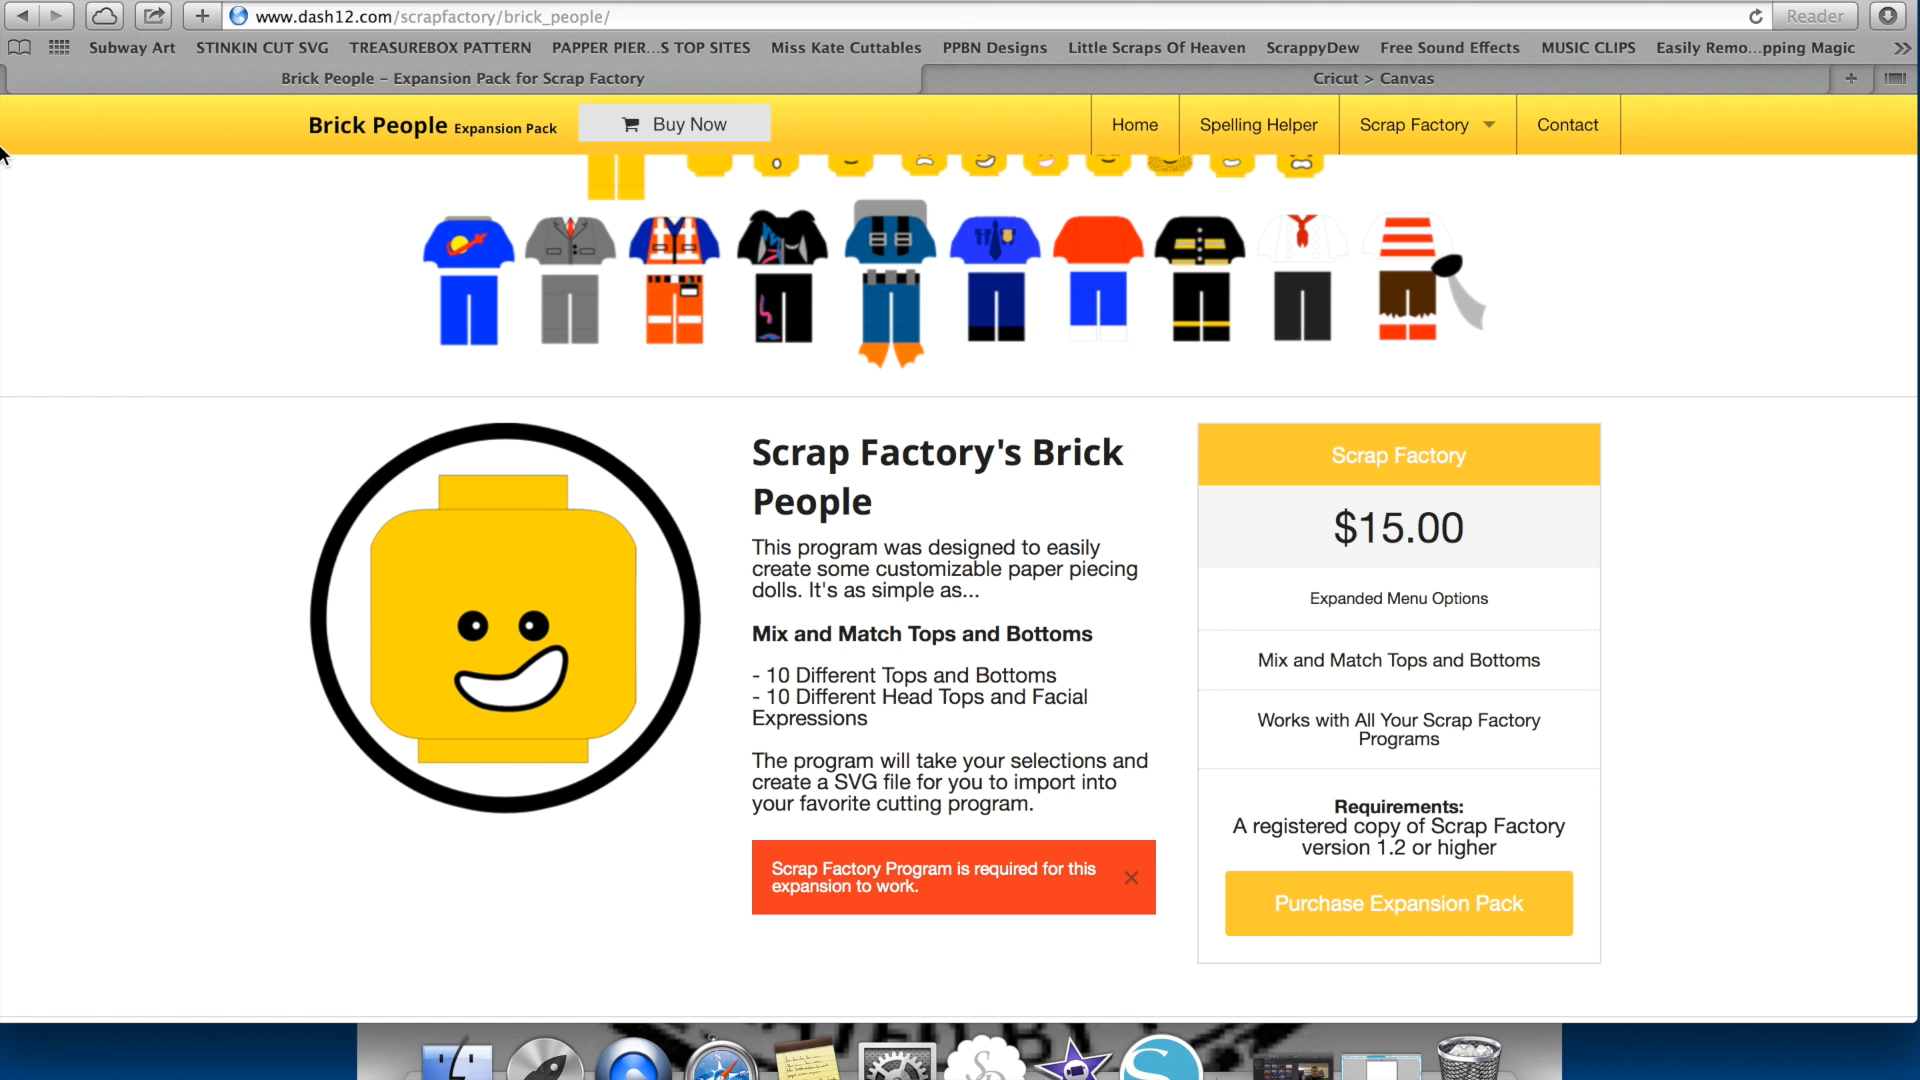 www.dash12.com/scrapfactory/brick_people/
Reader
Subway Art STINKIN CUT SVG TREASUREBOX PATTERN PAPPER PIER...S TOP SITES Miss Kate Cuttables PPBN Designs Little Scraps Of Heaven ScrappyDew Free Sound Effects MUSIC CLIPS Easily Remo...pping Magic
Brick People – Expansion Pack for Scrap Factory
Cricut > Canvas
Brick People Expansion Pack
Buy Now
Home
Spelling Helper
Scrap Factory
Contact
Scrap Factory's Brick
People
This program was designed to easily
create some customizable paper piecing
dolls. It's as simple as...
Mix and Match Tops and Bottoms
- 10 Different Tops and Bottoms
- 10 Different Head Tops and Facial
Expressions
The program will take your selections and
create a SVG file for you to import into
your favorite cutting program.
Scrap Factory Program is required for this
expansion to work.
Scrap Factory
$15.00
Expanded Menu Options
Mix and Match Tops and Bottoms
Works with All Your Scrap Factory
Programs
Requirements:
A registered copy of Scrap Factory
version 1.2 or higher
Purchase Expansion Pack